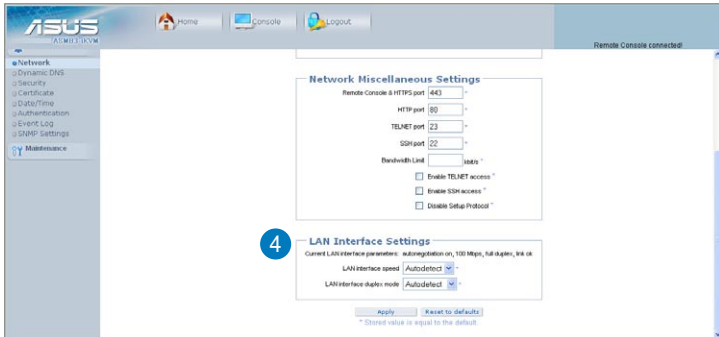 ASUS
ASMB3-IKVM
Home
Console
Logout
Remote Console connected!
Network
Dynamic DNS
Security
Certificate
Date/Time
Authentication
Event Log
SNMP Settings
Maintenance
Network Miscellaneous Settings
Remote Console & HTTPS port 443 *
HTTP port 80 *
TELNET port 23 *
SSH port 22 *
Bandwidth Limit kbit/s *
Enable TELNET access *
Enable SSH access *
Disable Setup Protocol *
4
LAN Interface Settings
Current LAN interface parameters: autonegotiation on, 100 Mbps, full duplex, link ok
LAN interface speed Autodetect *
LAN interface duplex mode Autodetect *
Apply Reset to defaults
* Stored value is equal to the default.